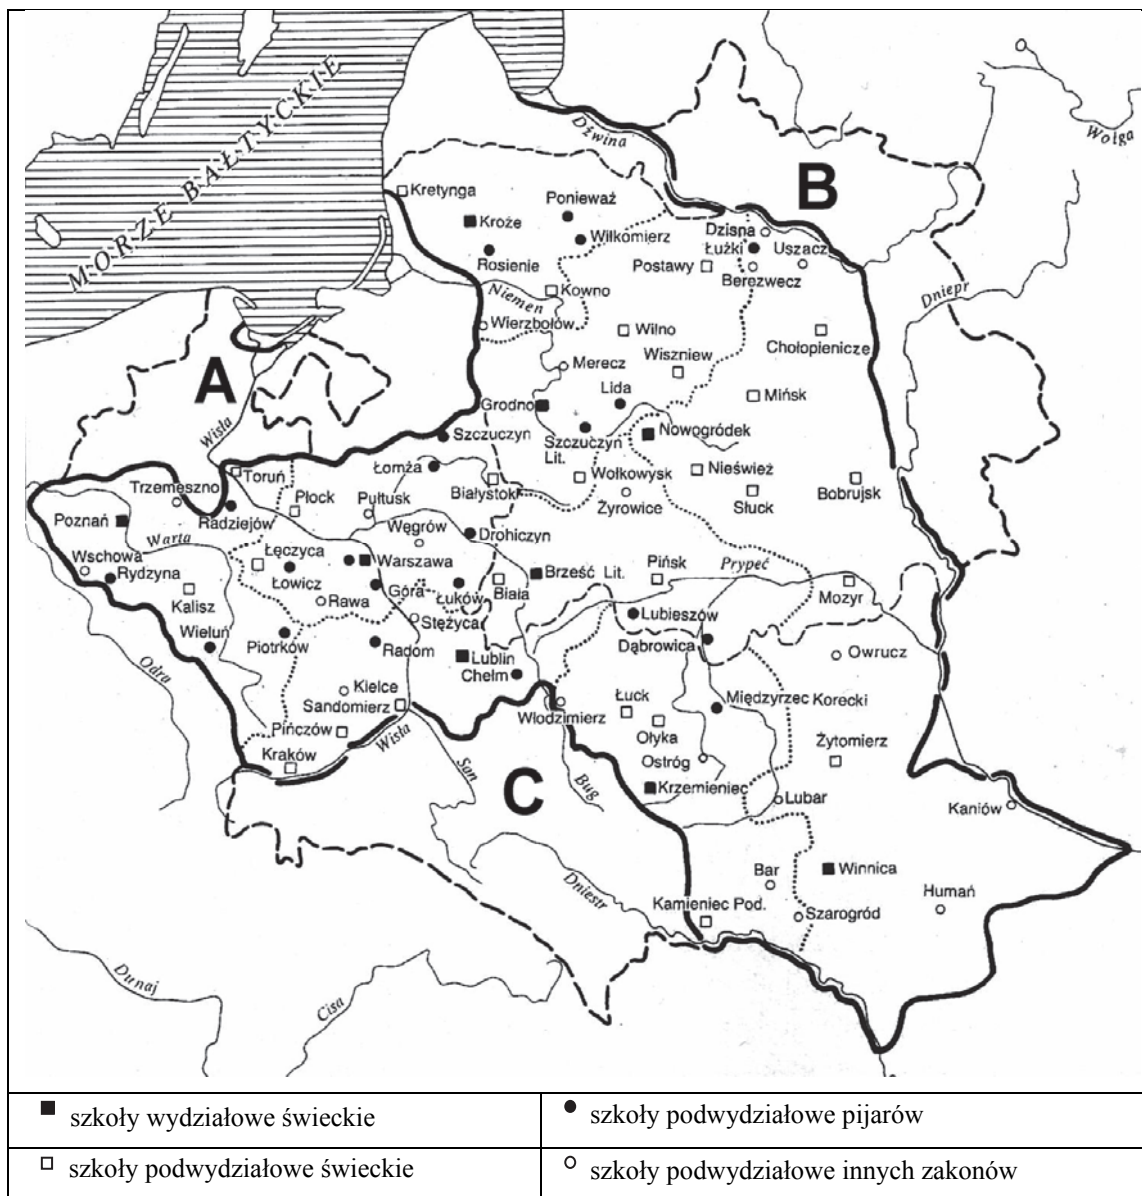 MORZE BAŁTYCKIE
Dźwina
Wołga
B
Kretynga
Poniewaź
Kroże
Wiłkomierz
Dzisna
Łużki
Uszacz
Rosienie
Postawy
Berezwecz
Dniepr
Niemen
Kowno
Wierzbołów
Wilno
Chołopienicze
Merecz
Wiszniew
A
Lida
Mińsk
Grodno
Wisła
Szczuczyn
Szczuczyń
Lit.
Nowogródek
Łomża
Toruń
Trzemeszno
Płock
Pułtusk
Białystok
Wołkowysk
Nieśwież
Bobrujsk
Żyrowice
Słuck
Radziejów
Poznań
Warta
Węgrów
Drohiczyn
Wschowa
Łęczyca
Warszawa
Brześć Lit.
Pińsk
Prypeć
Rydzyna
Łowicz
Góra
Łuków
Biała
Mozyr
Kalisz
Rawa
Stężyca
Lubieszów
Wieluń
Piotrków
Radom
Lublin
Dąbrowica
Owrucz
Odra
Chełm
Kielce
Sandomierz
Łuck
Międzyrzec Korecki
Włodzimierz
Pińczów
Wisła
Ołyka
Żytomierz
Kraków
San
Ostróg
C
Bug
Krzemieniec
Lubar
Kaniów
Bar
Winnica
Dniestr
Humań
Kamieniec Pod.
Szarogród
Dunaj
Cisa
szkoły wydziałowe świeckie
szkoły podwydziałowe pijarów
szkoły podwydziałowe świeckie
szkoły podwydziałowe innych zakonów